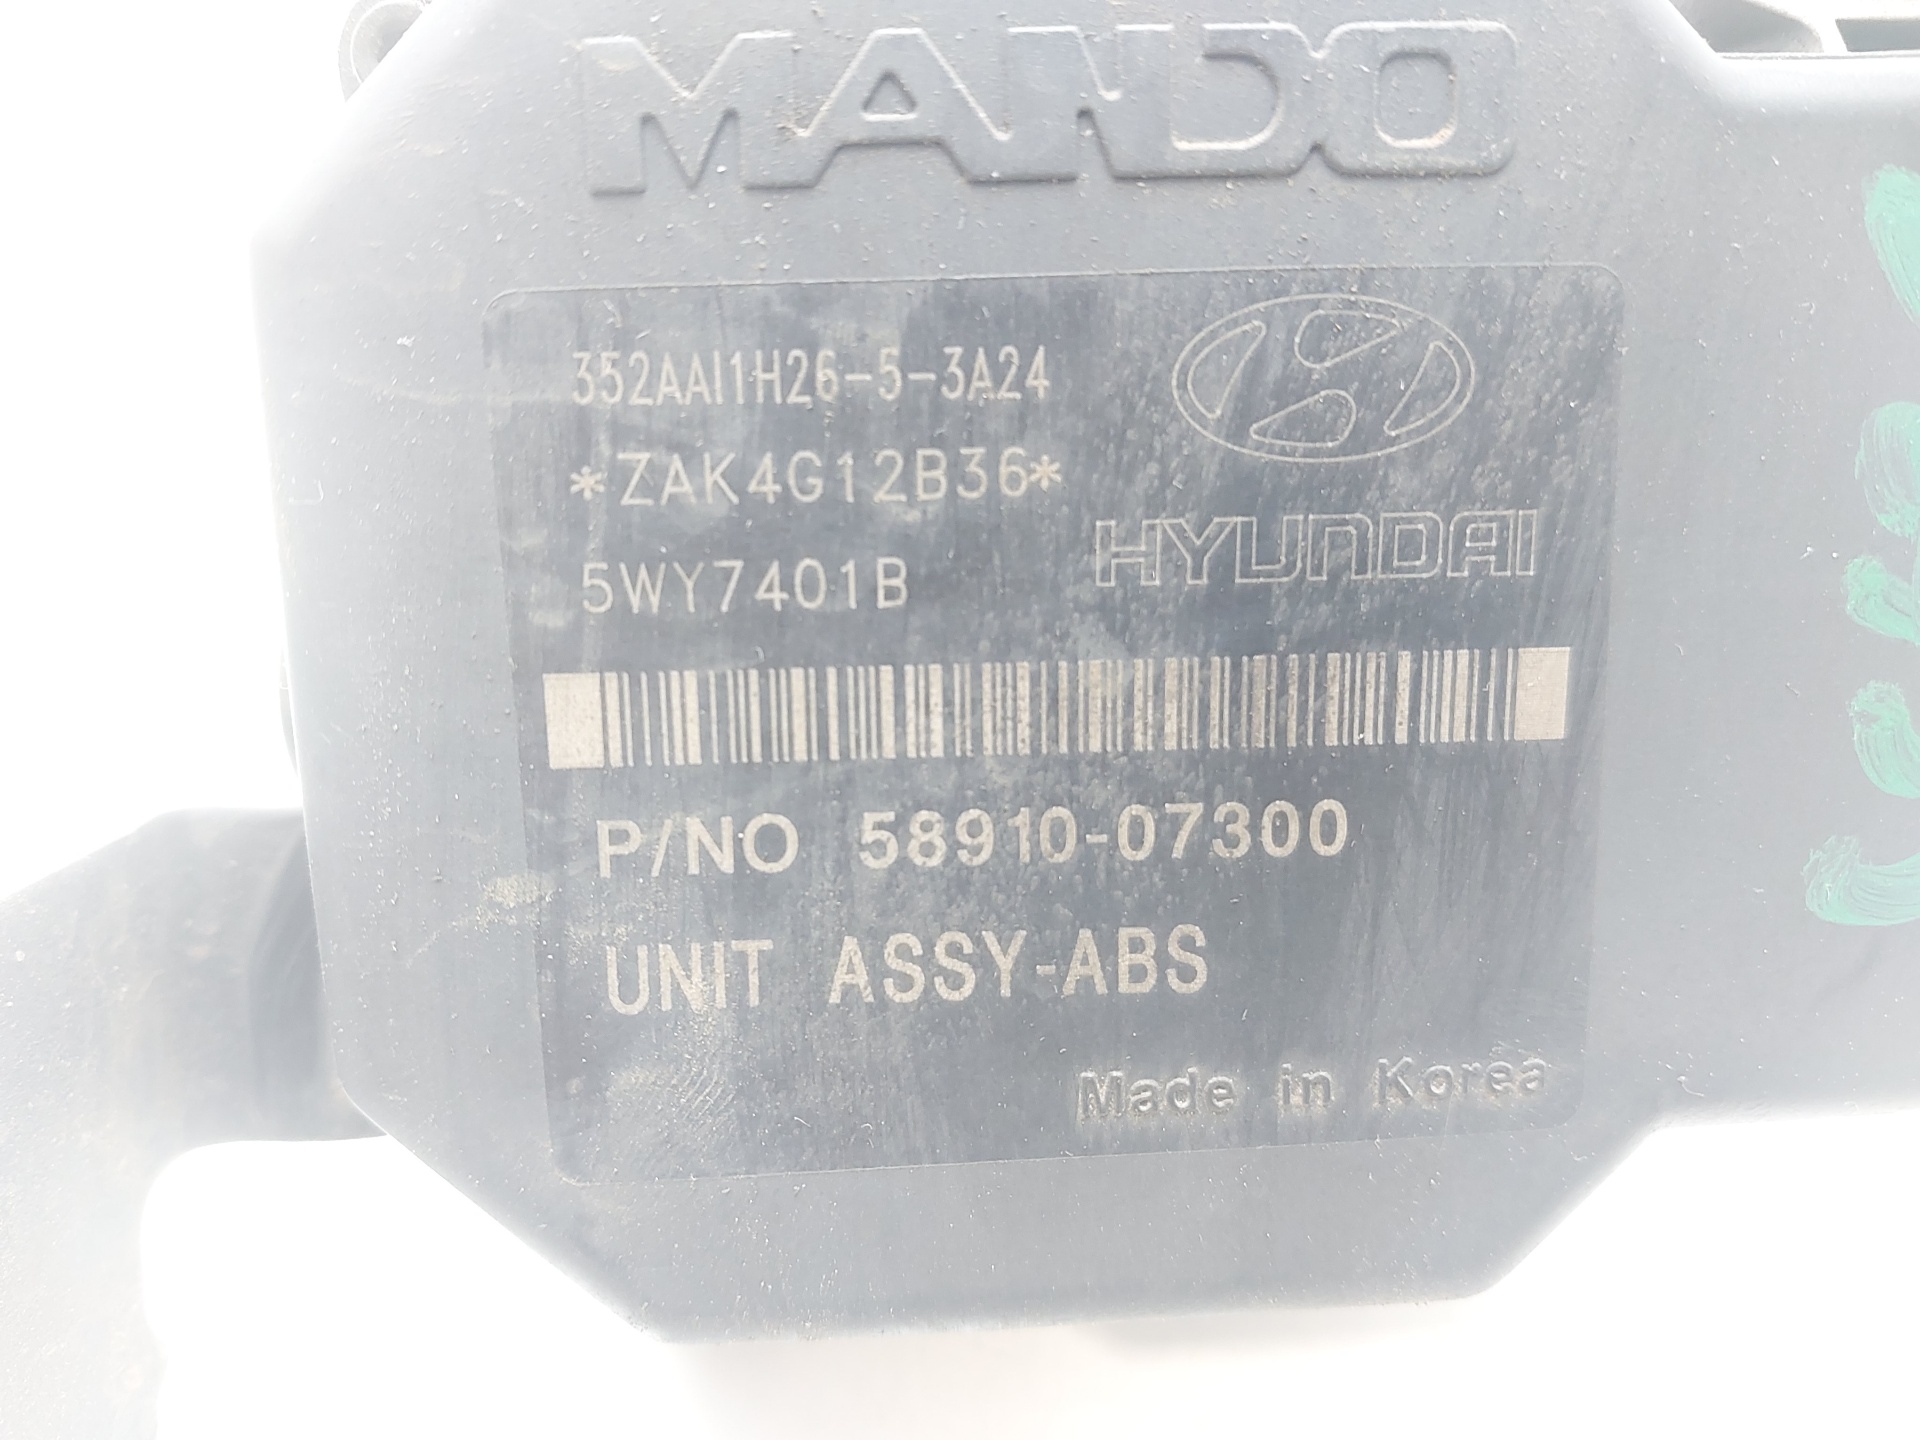 MANDO
352AAI1H26-5-3A24
*ZAK4G12B36*
5WY7401B
HYUNDAI
P/NO 58910-07300
UNIT ASSY-ABS
Made in Korea